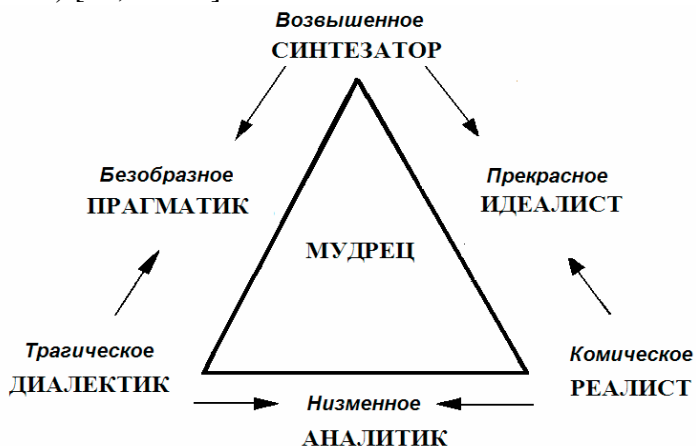 Возвышенное
СИНТЕЗАТОР
Безобразное
ПРАГМАТИК
Прекрасное
ИДЕАЛИСТ
МУДРЕЦ
Трагическое
ДИАЛЕКТИК
Комическое
РЕАЛИСТ
Низменное
АНАЛИТИК